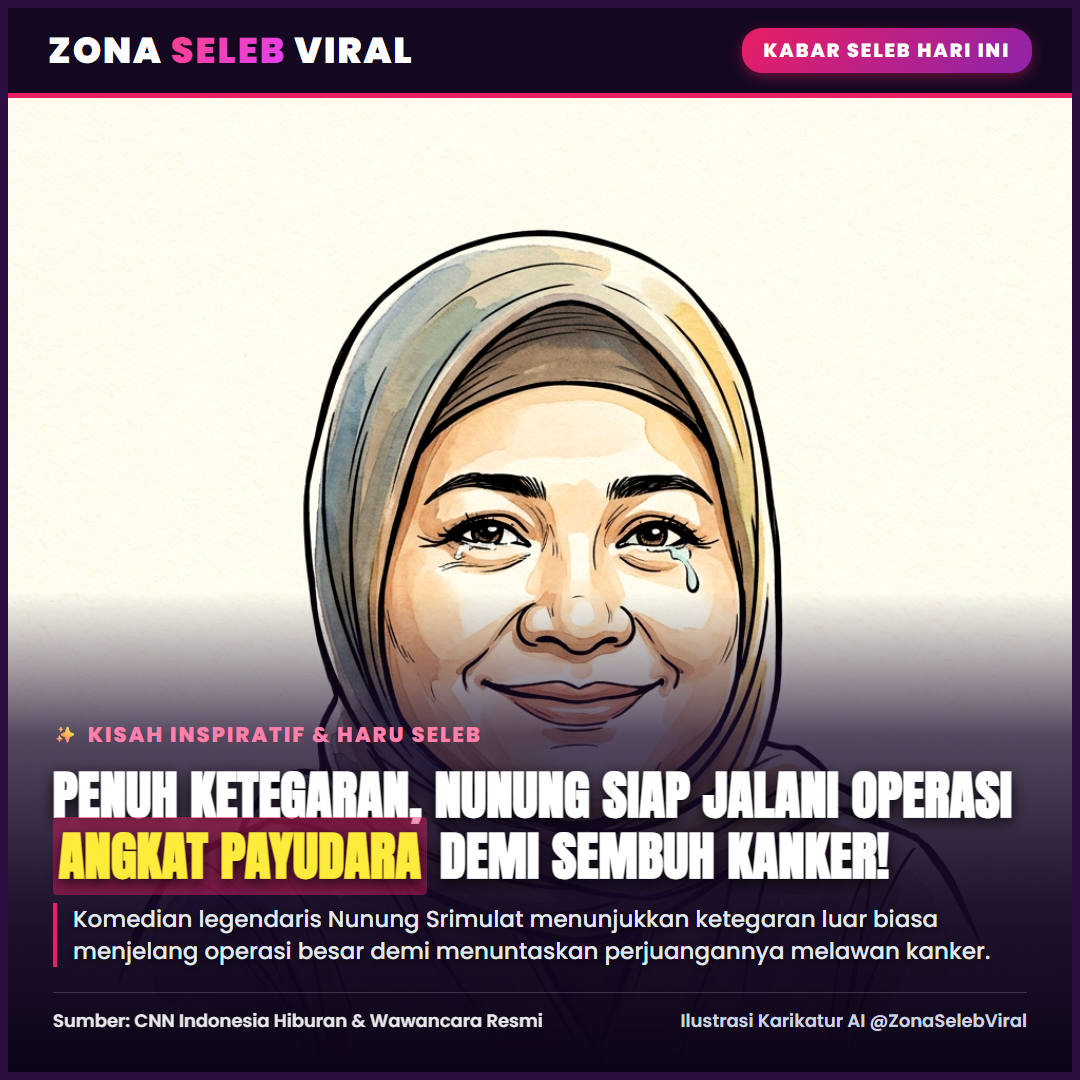 ZONA SELEB VIRAL
KABAR SELEB HARI INI
✨ KISAH INSPIRATIF & HARU SELEB
PENUH KETEGARAN, NUNUNG SIAP JALANI OPERASI
ANGKAT PAYUDARA DEMI SEMBUH KANKER!
Komedian legendaris Nunung Srimulat menunjukkan ketegaran luar biasa
menjelang operasi besar demi menuntaskan perjuangannya melawan kanker.
Sumber: CNN Indonesia Hiburan & Wawancara Resmi
Ilustrasi Karikatur AI @ZonaSelebViral